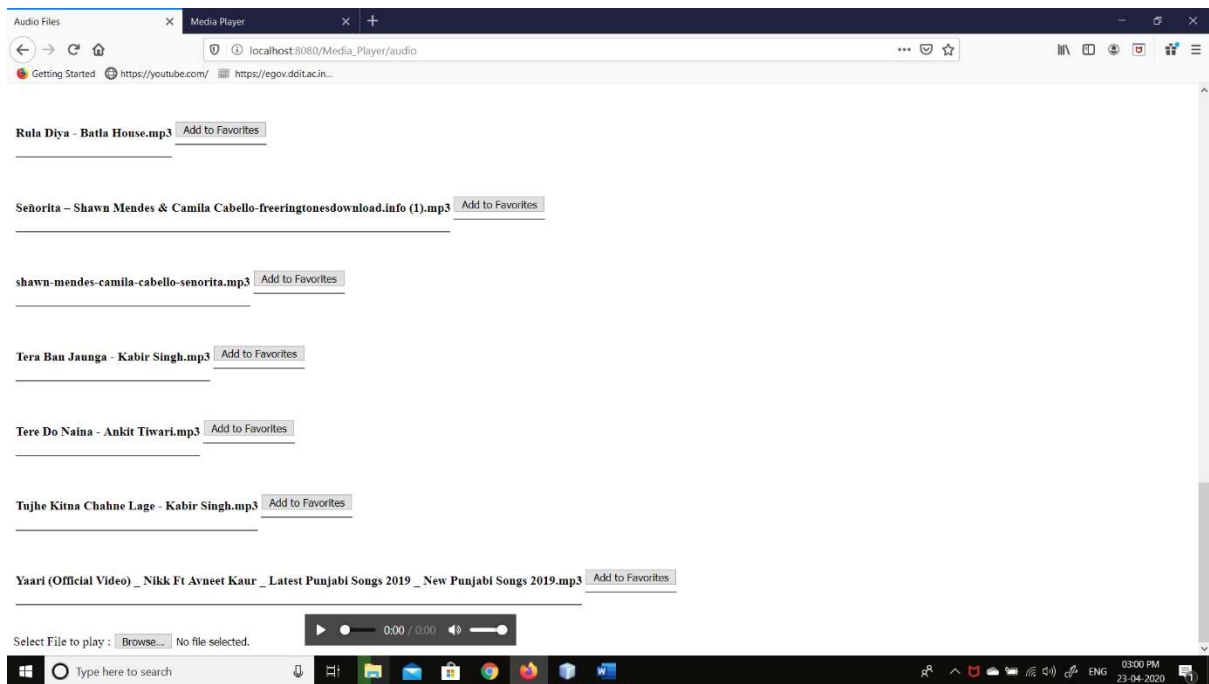 Audio Files
Media Player
localhost:8080/Media_Player/audio
Getting Started https://youtube.com/ https://egov.ddit.ac.in...
Rula Diya - Batla House.mp3 Add to Favorites
Señorita – Shawn Mendes & Camila Cabello-freeringtonesdownload.info (1).mp3 Add to Favorites
shawn-mendes-camila-cabello-senorita.mp3 Add to Favorites
Tera Ban Jaunga - Kabir Singh.mp3 Add to Favorites
Tere Do Naina - Ankit Tiwari.mp3 Add to Favorites
Tujhe Kitna Chahne Lage - Kabir Singh.mp3 Add to Favorites
Yaari (Official Video) _ Nikk Ft Avneet Kaur _ Latest Punjabi Songs 2019 _ New Punjabi Songs 2019.mp3 Add to Favorites
Select File to play : Browse... No file selected. 0:00 / 0:00
Type here to search
ENG
03:00 PM
23-04-2020